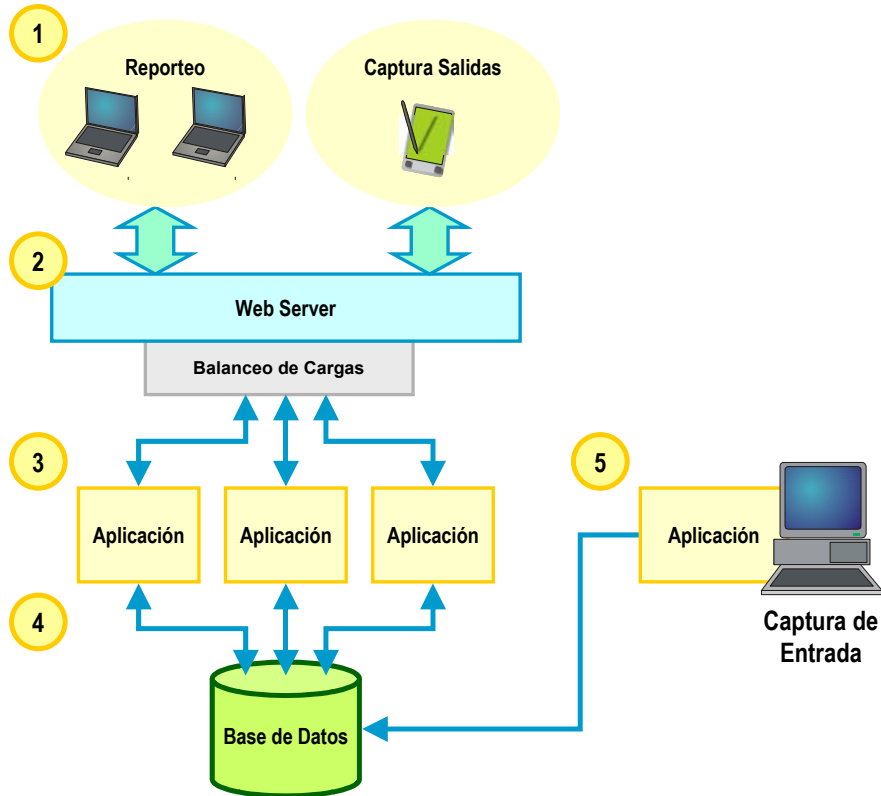 1
Reporteo
Captura Salidas
2
Web Server
Balanceo de Cargas
3
5
Aplicación
Aplicación
Aplicación
Aplicación
4
Captura de
Entrada
Base de Datos